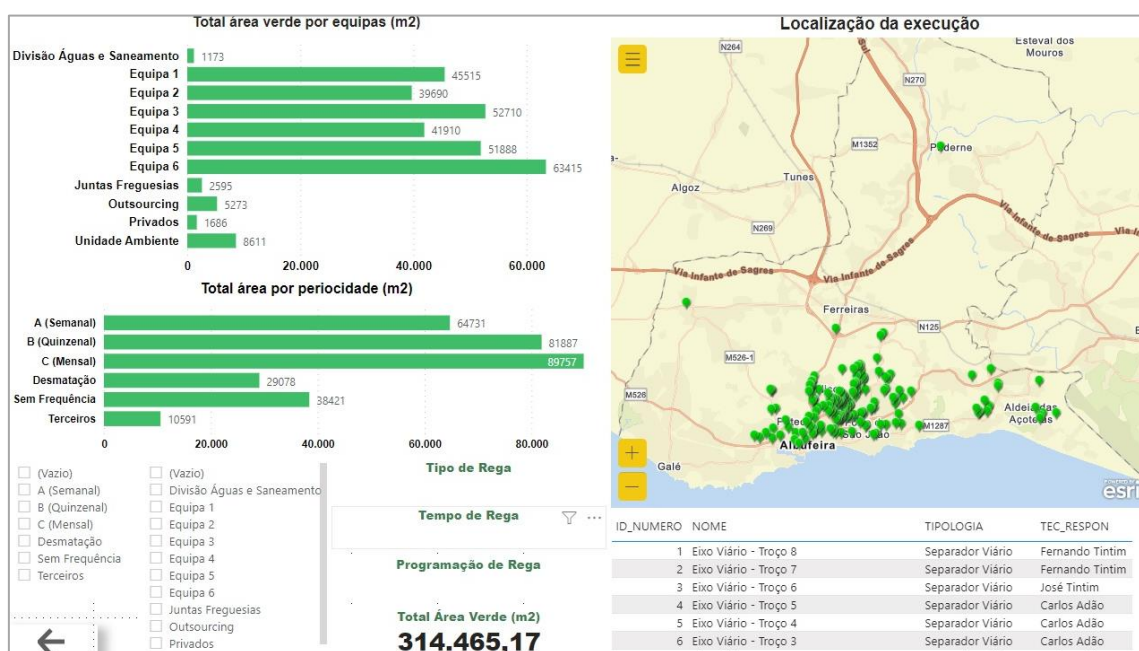 Total área verde por equipas (m2)
Divisão Águas e Saneamento 1173
Equipa 1 45515
Equipa 2 39690
Equipa 3 52710
Equipa 4 41910
Equipa 5 51888
Equipa 6 63415
Juntas Freguesias 2595
Outsourcing 5273
Privados 1686
Unidade Ambiente 8611
0 20.000 40.000 60.000
Total área por periocidade (m2)
A (Semanal) 64731
B (Quinzenal) 81887
C (Mensal) 89757
Desmatação 29078
Sem Frequência 38421
Terceiros 10591
0 20.000 40.000 60.000 80.000
(Vazio)
A (Semanal)
B (Quinzenal)
C (Mensal)
Desmatação
Sem Frequência
Terceiros
(Vazio)
Divisão Águas e Saneamento
Equipa 1
Equipa 2
Equipa 3
Equipa 4
Equipa 5
Equipa 6
Juntas Freguesias
Outsourcing
Privados
Tipo de Rega
Tempo de Rega
Programação de Rega
Total Área Verde (m2)
314.465,17
Localização da execução
N264
Sul
Esteval dos
Mouros
N270
M1352
Tunes
Algoz
N269
Via Infante de Sagres
Via Infante de Sagres
Via Infante de Sagres
Ferreiras
N125
M526-1
M526
M1287
São João
Aldeia das
Açoteias
Galé
esri
ID_NUMERO NOME TIPOLOGIA TEC_RESPON
1 Eixo Viário - Troço 8 Separador Viário Fernando Tintim
2 Eixo Viário - Troço 7 Separador Viário Fernando Tintim
3 Eixo Viário - Troço 6 Separador Viário José Tintim
4 Eixo Viário - Troço 5 Separador Viário Carlos Adão
5 Eixo Viário - Troço 4 Separador Viário Carlos Adão
6 Eixo Viário - Troço 3 Separador Viário Carlos Adão